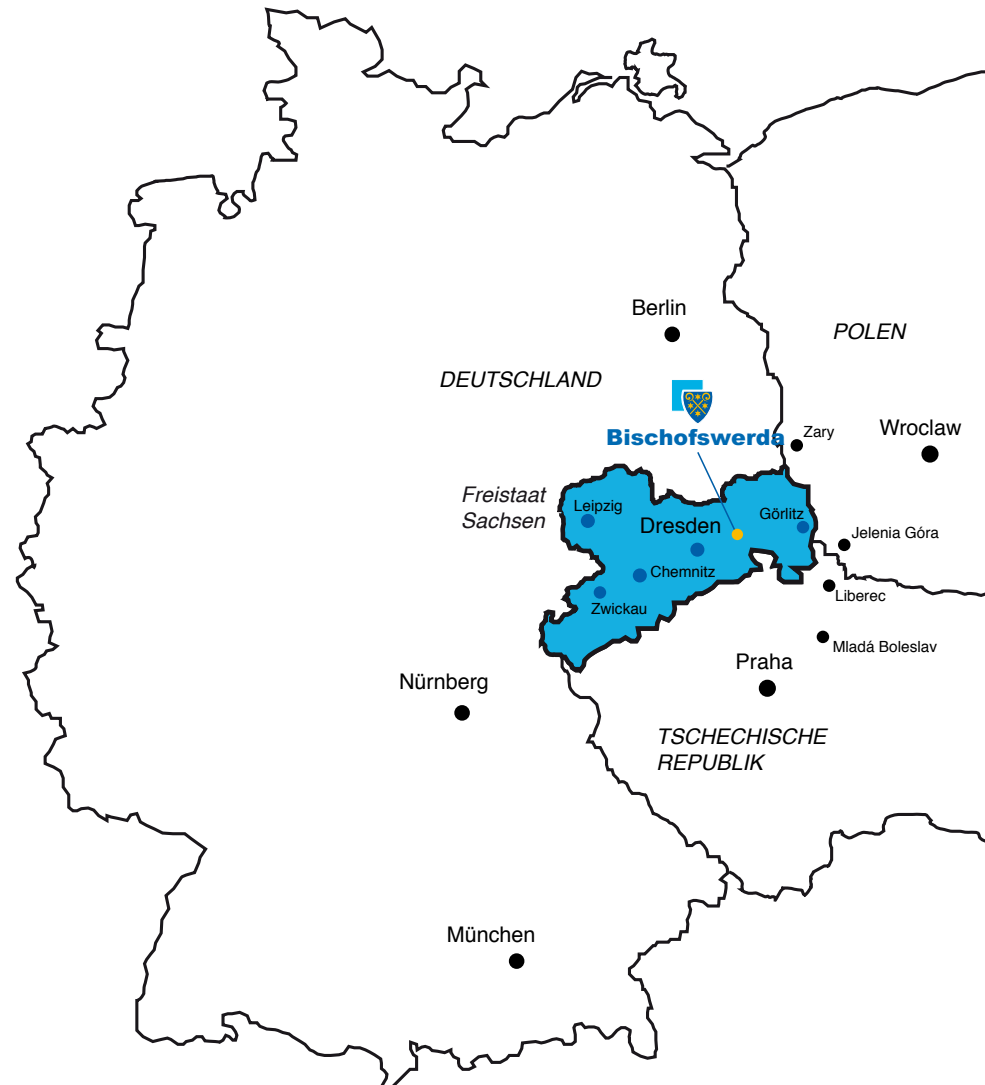 Berlin
POLEN
DEUTSCHLAND
Bischofswerda
Zary
Wroclaw
Freistaat
Sachsen
Leipzig
Dresden
Görlitz
Jelenia Góra
Chemnitz
Liberec
Zwickau
Mladá Boleslav
Praha
Nürnberg
TSCHECHISCHE
REPUBLIK
München